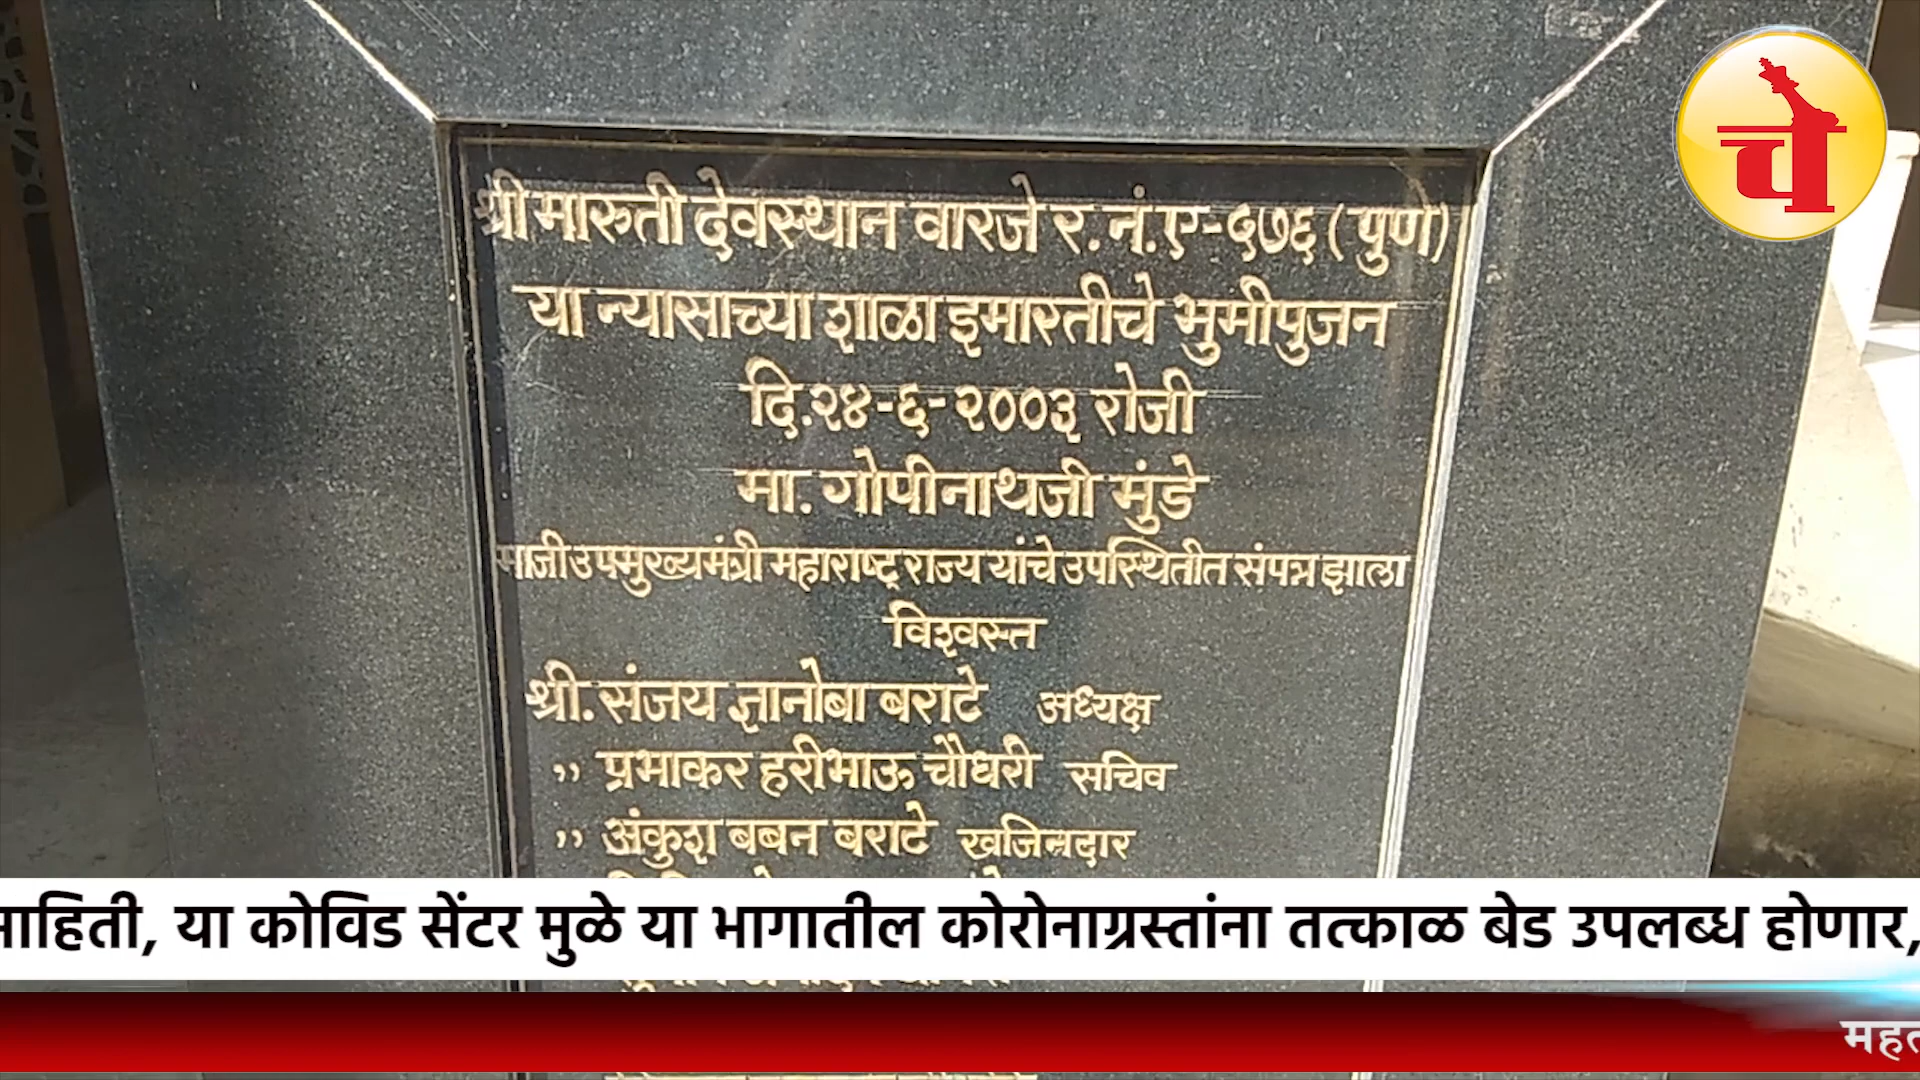 श्री मारुती देवस्थान वारजे र. नं. ए-५७६ (पुणे)
या न्यासाच्या शाळा इमारतीचे भुमीपुजन
दि.२४-६-२००३ रोजी
मा. गोपीनाथजी मुंडे
माजी उपमुख्यमंत्री महाराष्ट्र राज्य यांचे उपस्थितीत संपन्न झाला
विश्वस्त
श्री. संजय ज्ञानोबा बराटे अध्यक्ष
,, प्रभाकर हरीभाऊ चौधरी सचिव
,, अंकुश बबन बराटे खजिनदार
माहिती, या कोविड सेंटर मुळे या भागातील कोरोनाग्रस्तांना तत्काळ बेड उपलब्ध होणार,